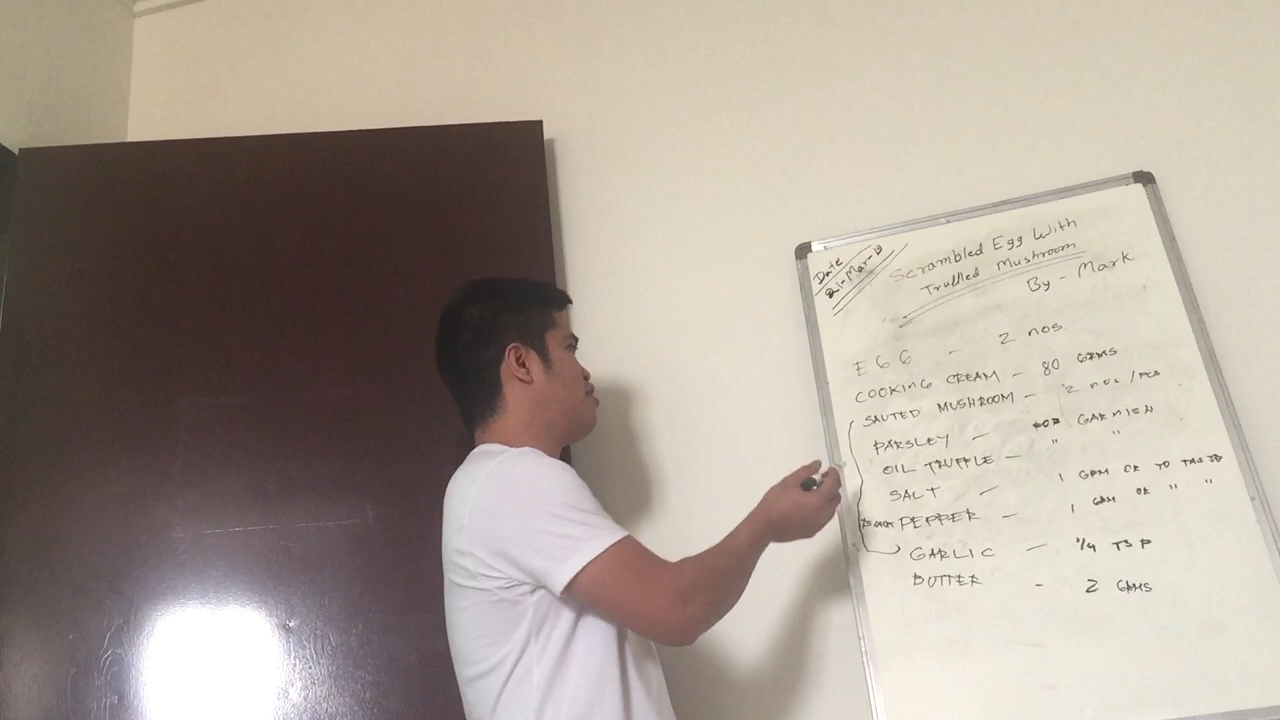 Date
21-Mar-19
Scrambled Egg With
Truffled Mushroom
By - Mark
EGG - 2 nos.
COOKING CREAM - 80 GRMS
SAUTED MUSHROOM - 2 nos/PCS
PARSLEY - FOR GARNISH
OIL TRUFFLE - " "
SALT - 1 GRM OR TO TASTE
PEPPER - 1 GRM OR " "
GARLIC - 1/4 TSP
BUTTER - 2 GRMS